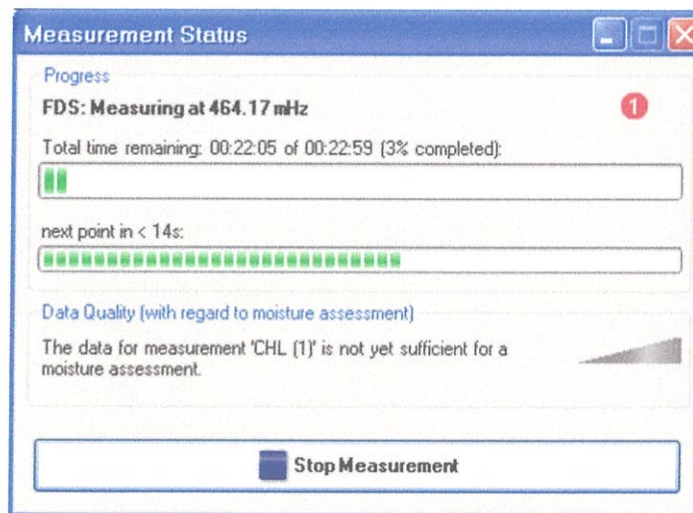 Measurement Status
Progress
FDS: Measuring at 464.17 mHz
1
Total time remaining: 00:22:05 of 00:22:59 (3% completed):
next point in < 14s:
Data Quality (with regard to moisture assessment)
The data for measurement 'CHL (1)' is not yet sufficient for a
moisture assessment.
Stop Measurement